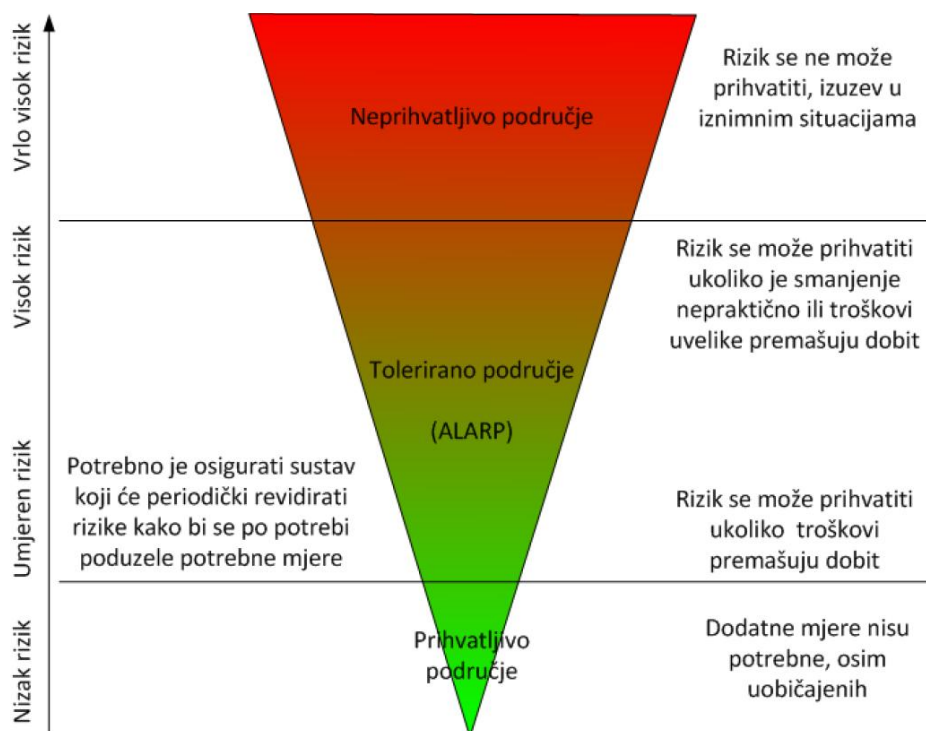 Vrlo visok rizik
Neprihvatljivo područje
Rizik se ne može
prihvatiti, izuzev u
iznimnim situacijama
Visok rizik
Rizik se može prihvatiti
ukoliko je smanjenje
nepraktično ili troškovi
uvelike premašuju dobit
Tolerirano područje
(ALARP)
Umjeren rizik
Potrebno je osigurati sustav
koji će periodički revidirati
rizike kako bi se po potrebi
poduzele potrebne mjere
Rizik se može prihvatiti
ukoliko troškovi
premašuju dobit
Nizak rizik
Prihvatljivo
područje
Dodatne mjere nisu
potrebne, osim
uobičajenih